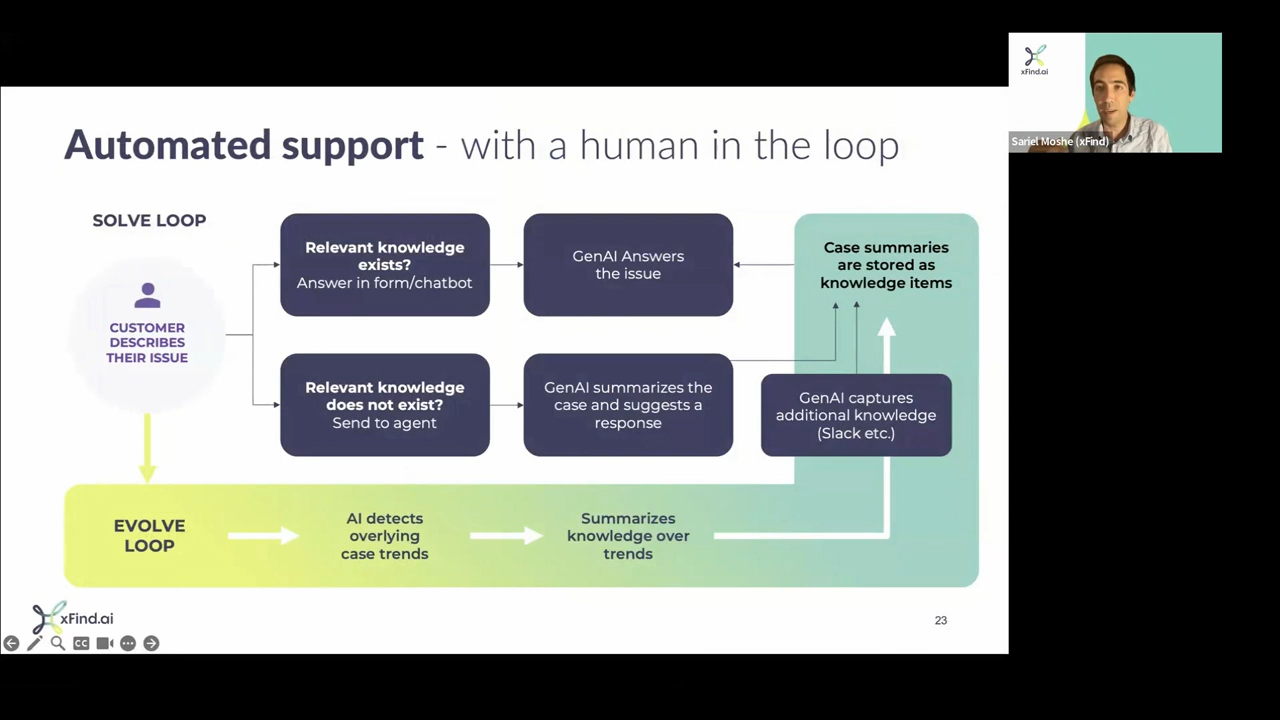 xFind.ai
Sariel Moshe (xFind)
Automated support - with a human in the loop
SOLVE LOOP
CUSTOMER
DESCRIBES
THEIR ISSUE
Relevant knowledge
exists?
Answer in form/chatbot
GenAI Answers
the issue
Case summaries
are stored as
knowledge items
Relevant knowledge
does not exist?
Send to agent
GenAI summarizes the
case and suggests a
response
GenAI captures
additional knowledge
(Slack etc.)
EVOLVE
LOOP
AI detects
overlying
case trends
Summarizes
knowledge over
trends
xFind.ai
23
CC